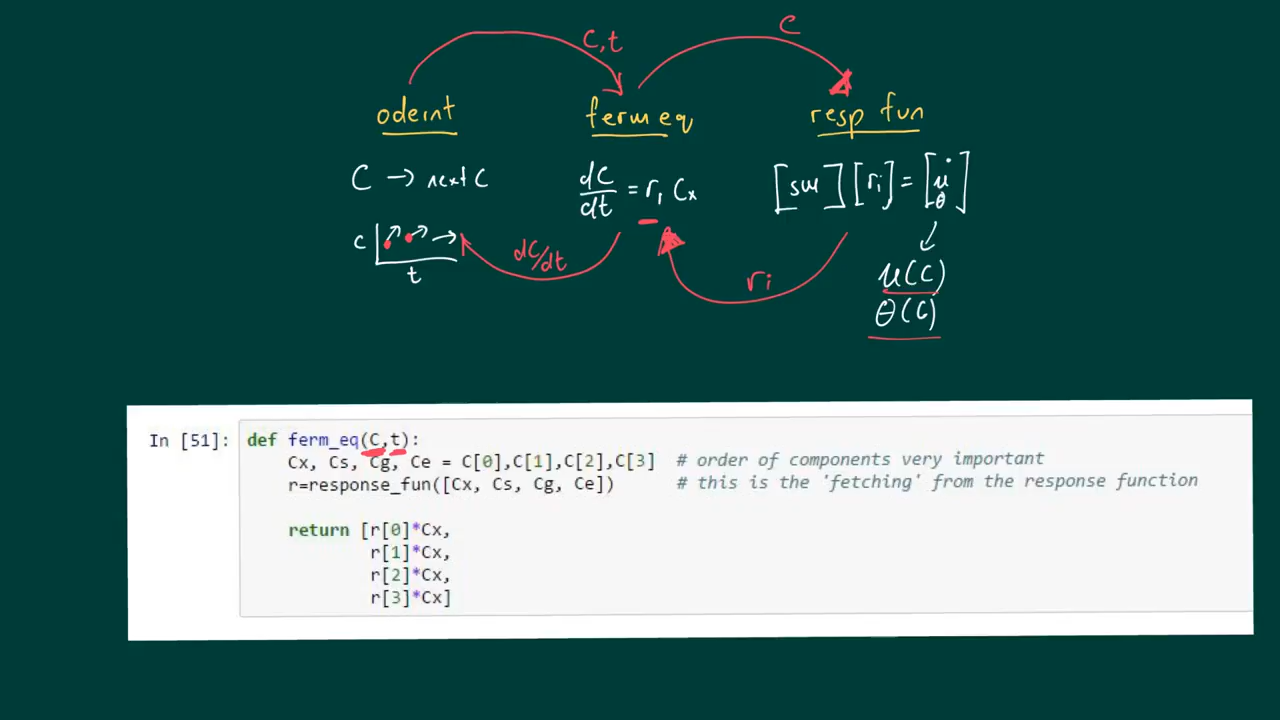 C,t
C
odeint
ferm eq
resp fun
C → next C
dC/dt = r, Cx
[su] [ri] = [μ̇ θ]
C
t
dC/dt
ri
μ(C)
θ(C)
In [51]: def ferm_eq(C,t):
Cx, Cs, Cg, Ce = C[0],C[1],C[2],C[3] # order of components very important
r=response_fun([Cx, Cs, Cg, Ce]) # this is the 'fetching' from the response function
return [r[0]*Cx,
r[1]*Cx,
r[2]*Cx,
r[3]*Cx]